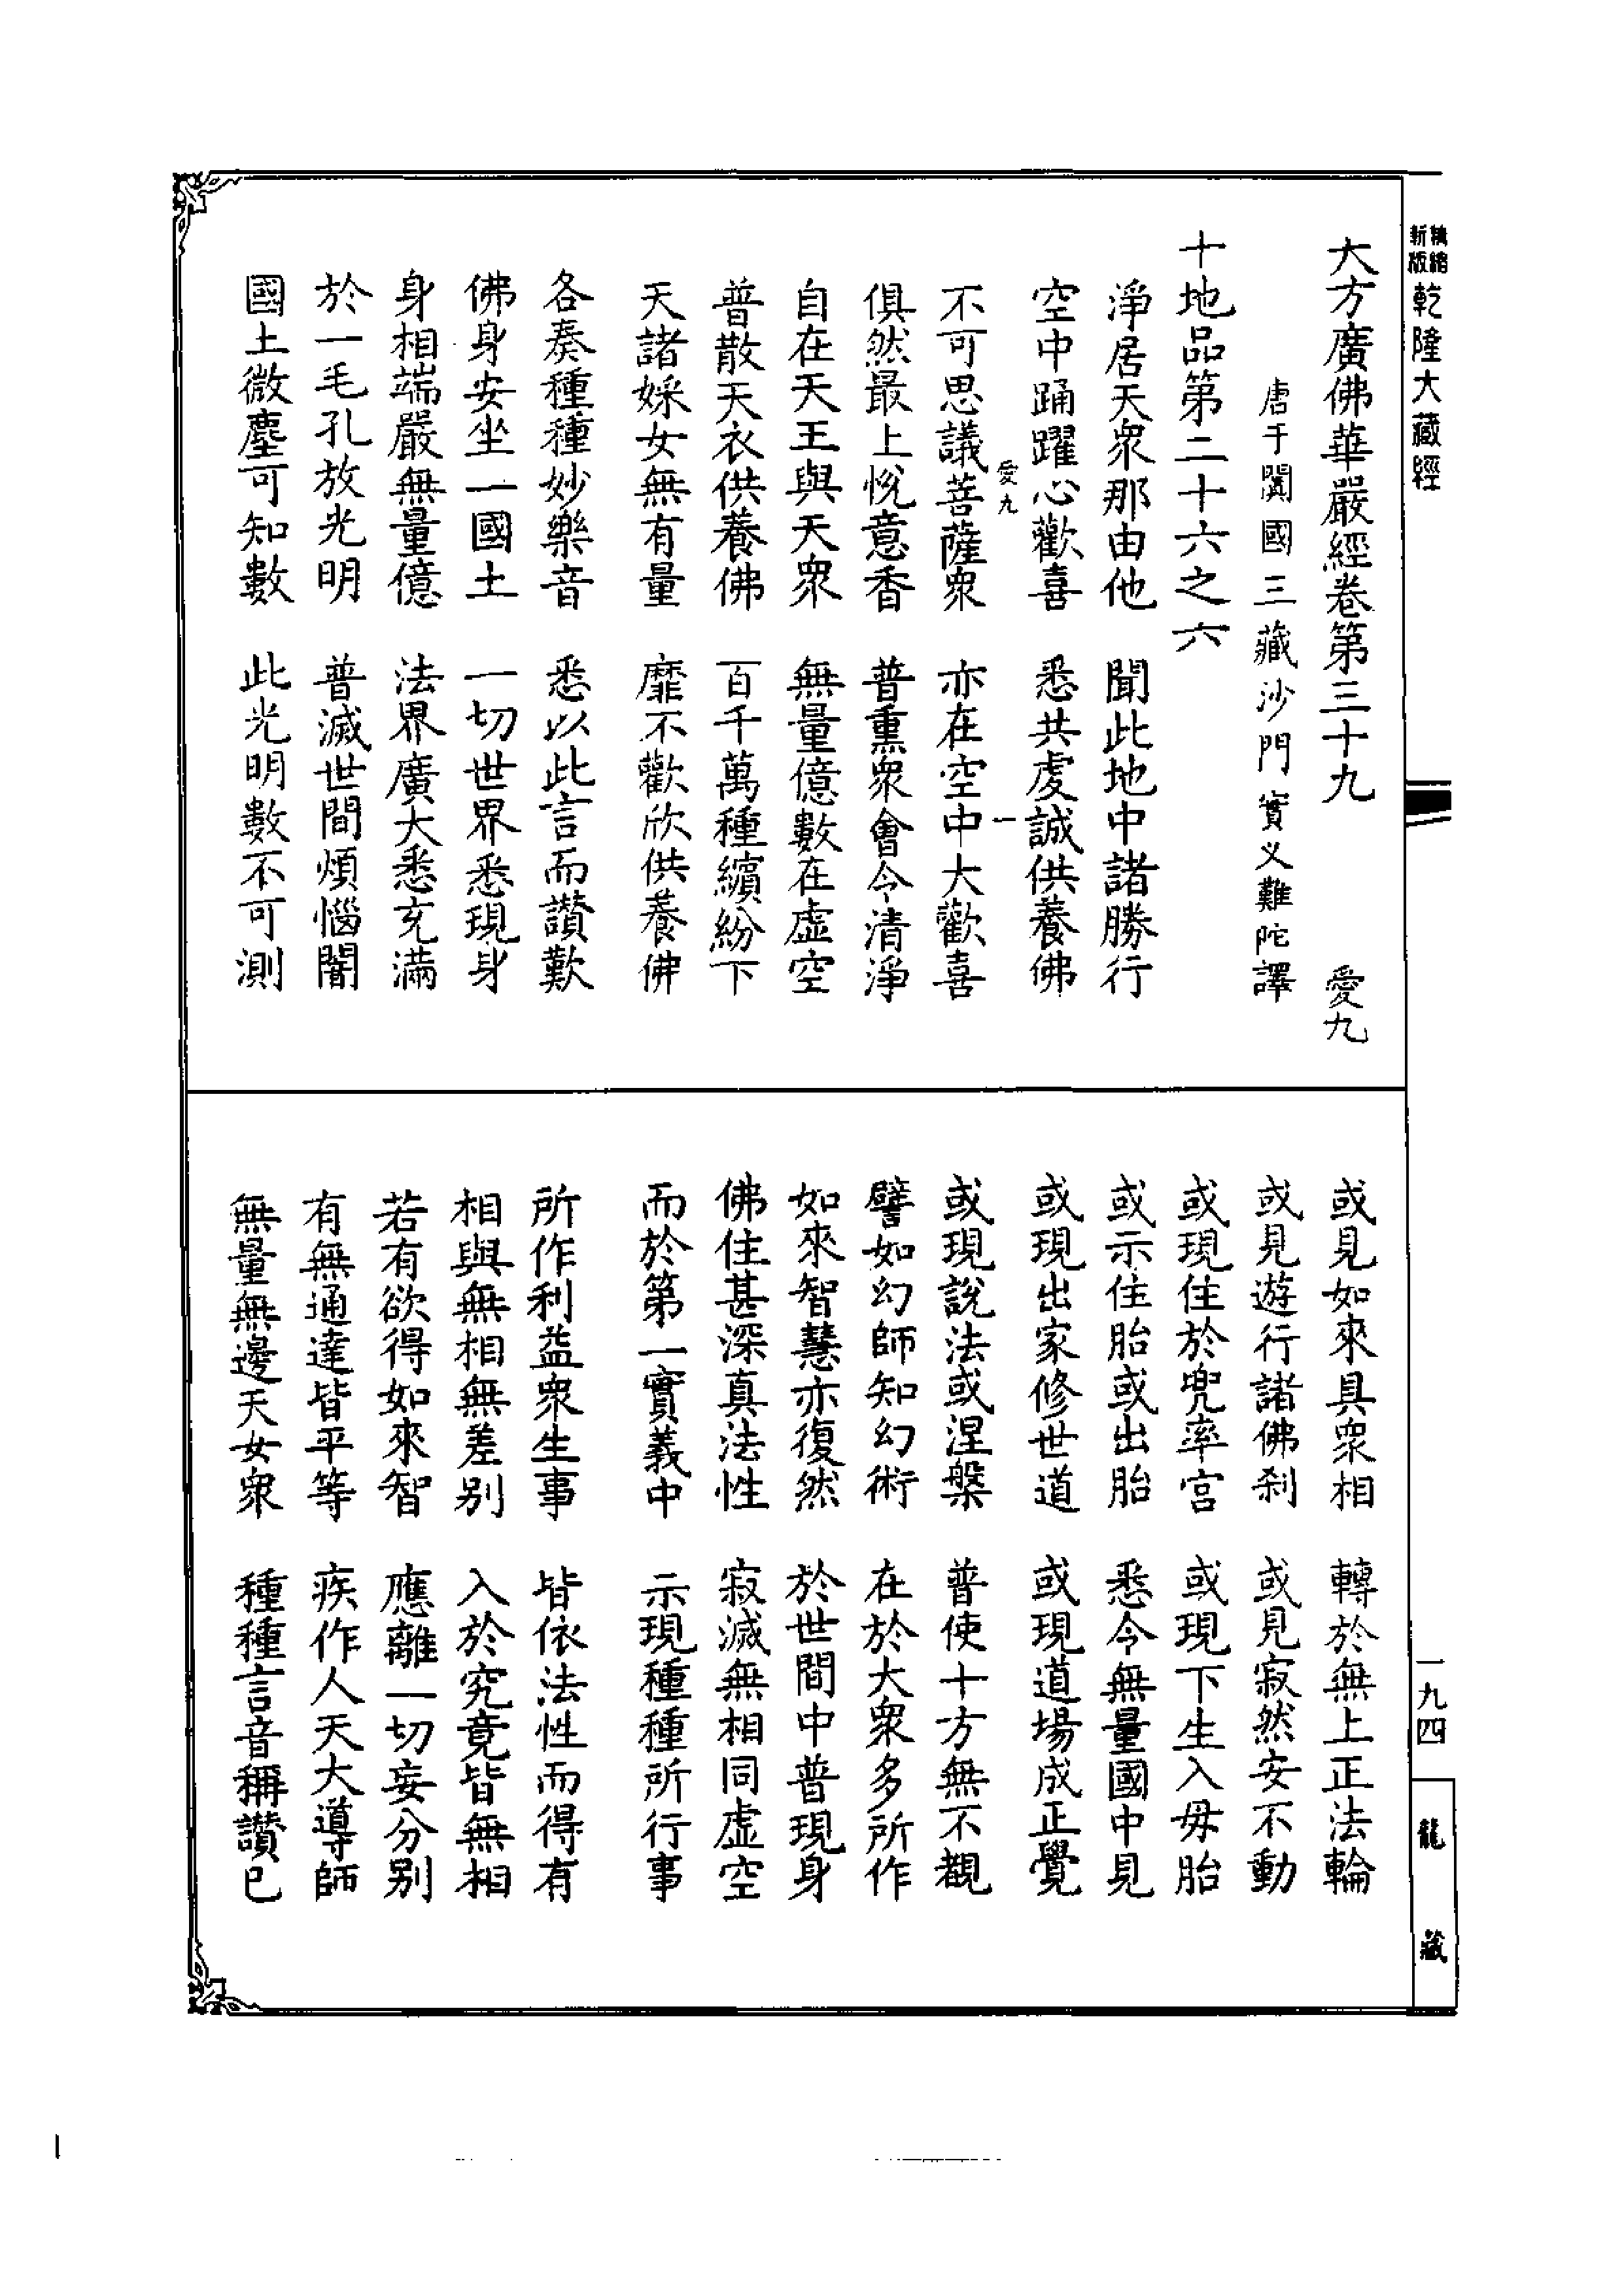 精縮新版乾隆大藏經
大方廣佛華嚴經卷第三十九 愛九
唐于闐國三藏沙門實叉難陀譯
十地品第二十六之六
淨居天衆那由他 聞此地中諸勝行
空中踊躍心歡喜 悉共虔誠供養佛
愛九 一
不可思議菩薩衆 亦在空中大歡喜
俱然最上悅意香 普熏衆會令清淨
自在天王與天衆 無量億數在虛空
普散天衣供養佛 百千萬種繽紛下
天諸婇女無有量 靡不歡欣供養佛
各奏種種妙樂音 悉以此言而讚歎
佛身安坐一國土 一切世界悉現身
身相端嚴無量億 法界廣大悉充滿
於一毛孔放光明 普滅世間煩惱闇
國土微塵可知數 此光明數不可測
或見如來具衆相 轉於無上正法輪
或見遊行諸佛刹 或見寂然安不動
或現住於兜率宮 或現下生入母胎
或示住胎或出胎 悉令無量國中見
或現出家修世道 或現道場成正覺
或現說法或涅槃 普使十方無不覩
譬如幻師知幻術 在於大衆多所作
如來智慧亦復然 於世間中普現身
佛住甚深真法性 寂滅無相同虛空
而於第一實義中 示現種種所行事
所作利益衆生事 皆依法性而得有
相與無相無差別 入於究竟皆無相
若有欲得如來智 應離一切妄分別
有無通達皆平等 疾作人天大導師
無量無邊天女衆 種種言音稱讚已
一九四
龍藏